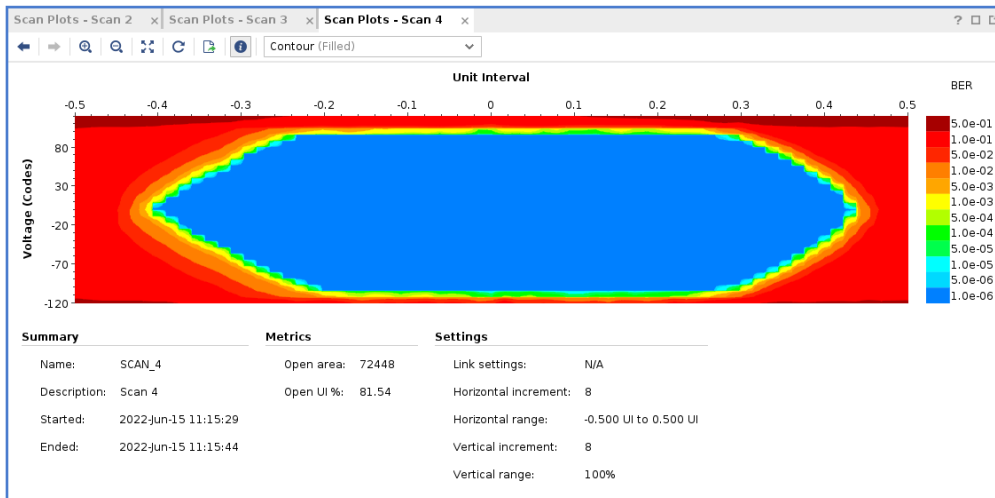 Scan Plots - Scan 2 × Scan Plots - Scan 3 × Scan Plots - Scan 4 × ?
Contour (Filled)
Unit Interval
BER
-0.5 -0.4 -0.3 -0.2 -0.1 0 0.1 0.2 0.3 0.4 0.5
Voltage (Codes)
80
30
-20
-70
-120
5.0e-01
1.0e-01
5.0e-02
1.0e-02
5.0e-03
1.0e-03
5.0e-04
1.0e-04
5.0e-05
1.0e-05
5.0e-06
1.0e-06
Summary Metrics Settings
Name: SCAN_4 Open area: 72448 Link settings: N/A
Description: Scan 4 Open UI %: 81.54 Horizontal increment: 8
Started: 2022-Jun-15 11:15:29 Horizontal range: -0.500 UI to 0.500 UI
Ended: 2022-Jun-15 11:15:44 Vertical increment: 8
Vertical range: 100%